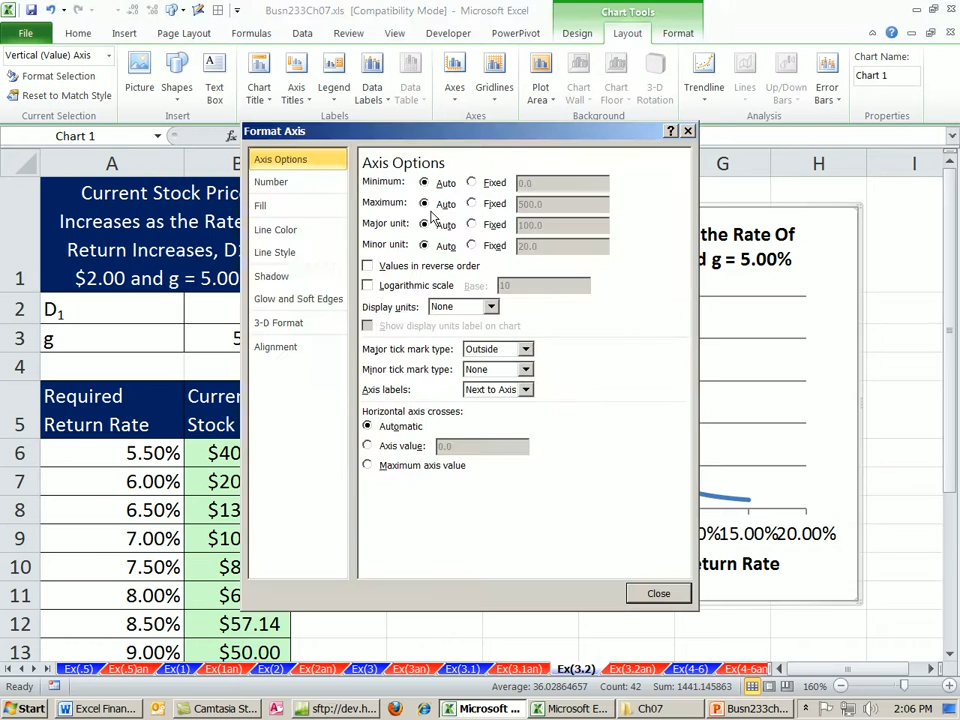 Busn233Ch07.xls [Compatibility Mode] - Microsoft Excel
Chart Tools
File Home Insert Page Layout Formulas Data Review View Developer PowerPivot Design Layout Format
Vertical (Value) Axis
Format Selection
Reset to Match Style
Current Selection
Picture Shapes Text Box
Insert
Chart Title Axis Titles Legend Data Labels Data Table
Labels
Axes Gridlines
Axes
Plot Area Chart Wall Chart Floor 3-D Rotation
Background
Trendline Lines Up/Down Bars Error Bars
Analysis
Chart Name:
Chart 1
Properties
Chart 1
fx
A B G H I
1
Current Stock Pric
Increases as the Rate
Return Increases, D
$2.00 and g = 5.00
2 D1
3 g 5
4
5 Required Return Rate Curre Stock
6 5.50% $40
7 6.00% $20
8 6.50% $13
9 7.00% $10
10 7.50% $8
11 8.00% $6
12 8.50% $57.14
13 9.00% $50.00
the Rate Of
nd g = 5.00%
0%15.00%20.00%
eturn Rate
Format Axis
Axis Options
Number
Fill
Line Color
Line Style
Shadow
Glow and Soft Edges
3-D Format
Alignment
Axis Options
Minimum: Auto Fixed 0.0
Maximum: Auto Fixed 500.0
Major unit: Auto Fixed 100.0
Minor unit: Auto Fixed 20.0
Values in reverse order
Logarithmic scale Base: 10
Display units: None
Show display units label on chart
Major tick mark type: Outside
Minor tick mark type: None
Axis labels: Next to Axis
Horizontal axis crosses:
Automatic
Axis value: 0.0
Maximum axis value
Close
Ex(.5) Ex(.5)an Ex(1) Ex(1an) Ex(2) Ex(2an) Ex(3) Ex(3an) Ex(3.1) Ex(3.1an) Ex(3.2) Ex(3.2an) Ex(4-6) Ex(4-6an
Ready Average: 36.02864657 Count: 42 Sum: 1441.145863 160%
Start Excel Finan... Camtasia St... sftp://dev.h... Microsoft ... Microsoft E... Ch07 Busn233ch... 2:06 PM